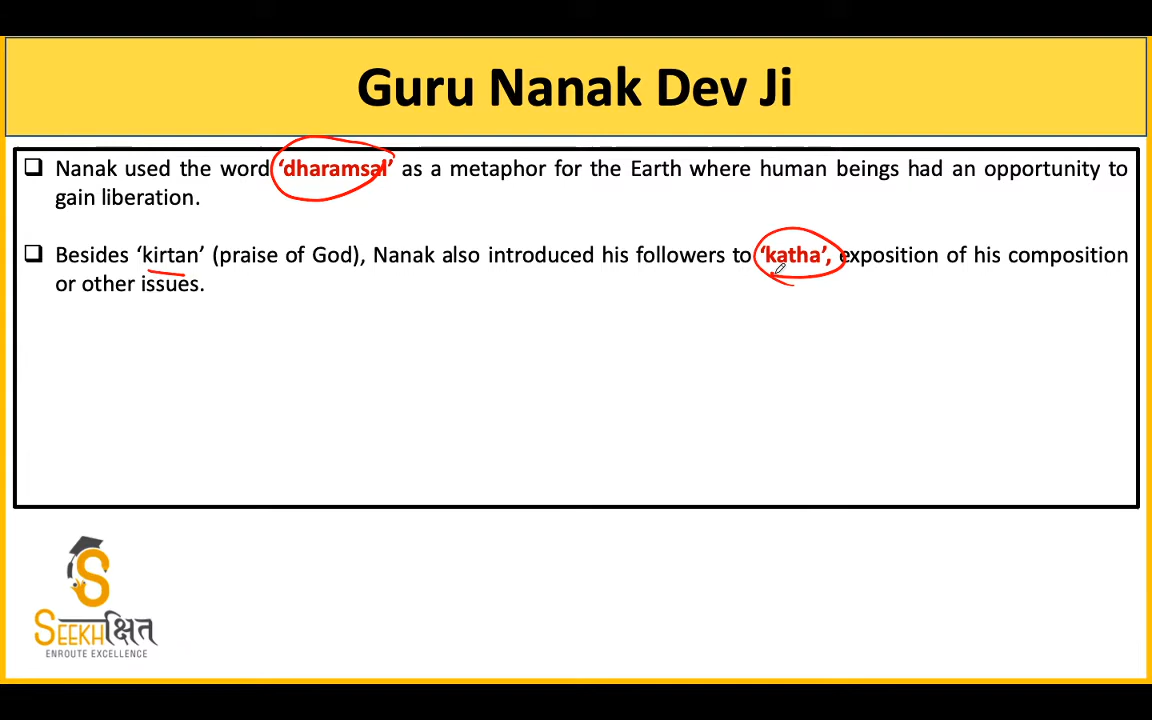 Guru Nanak Dev Ji
❑ Nanak used the word ‘dharamsal’ as a metaphor for the Earth where human beings had an opportunity to
gain liberation.
❑ Besides ‘kirtan’ (praise of God), Nanak also introduced his followers to ‘katha’, exposition of his composition
or other issues.
S
SEEKHक्षित
ENROUTE EXCELLENCE